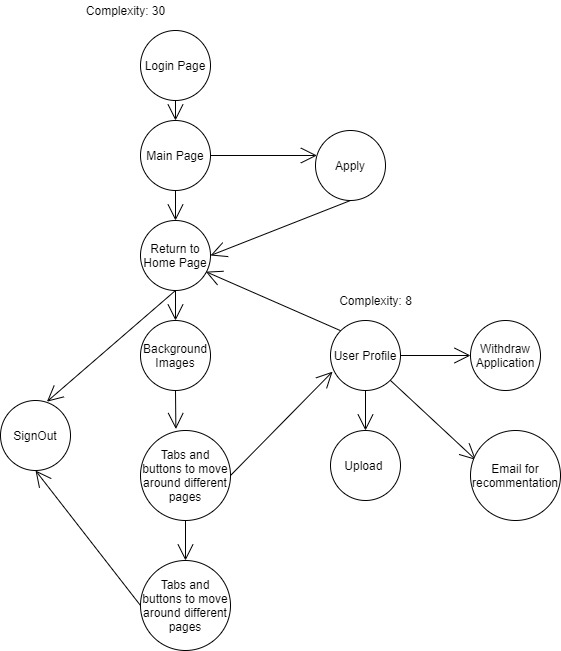 Complexity: 30
Login Page
Main Page
Apply
Return to
Home Page
Complexity: 8
Background
Images
User Profile
Withdraw
Application
SignOut
Tabs and
buttons to move
around different
pages
Upload
Email for
recommentation
Tabs and
buttons to move
around different
pages